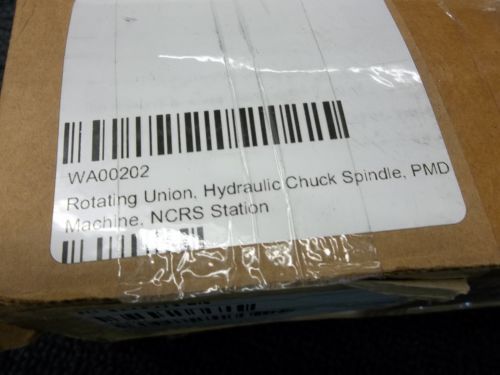 WA00202
Rotating Union, Hydraulic Chuck Spindle, PMD
Machine, NCRS Station